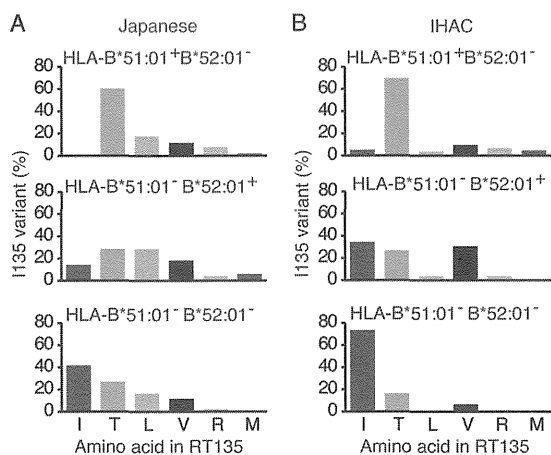 A
Japanese
HLA-B*51:01+B*52:01-
80
60
40
20
0
HLA-B*51:01- B*52:01+
80
60
40
20
0
HLA-B*51:01- B*52:01-
80
60
40
20
0
I135 variant (%)
I T L V R M
Amino acid in RT135
B
IHAC
HLA-B*51:01+B*52:01-
80
60
40
20
0
HLA-B*51:01- B*52:01+
80
60
40
20
0
HLA-B*51:01- B*52:01-
80
60
40
20
0
I135 variant (%)
I T L V R M
Amino acid in RT135